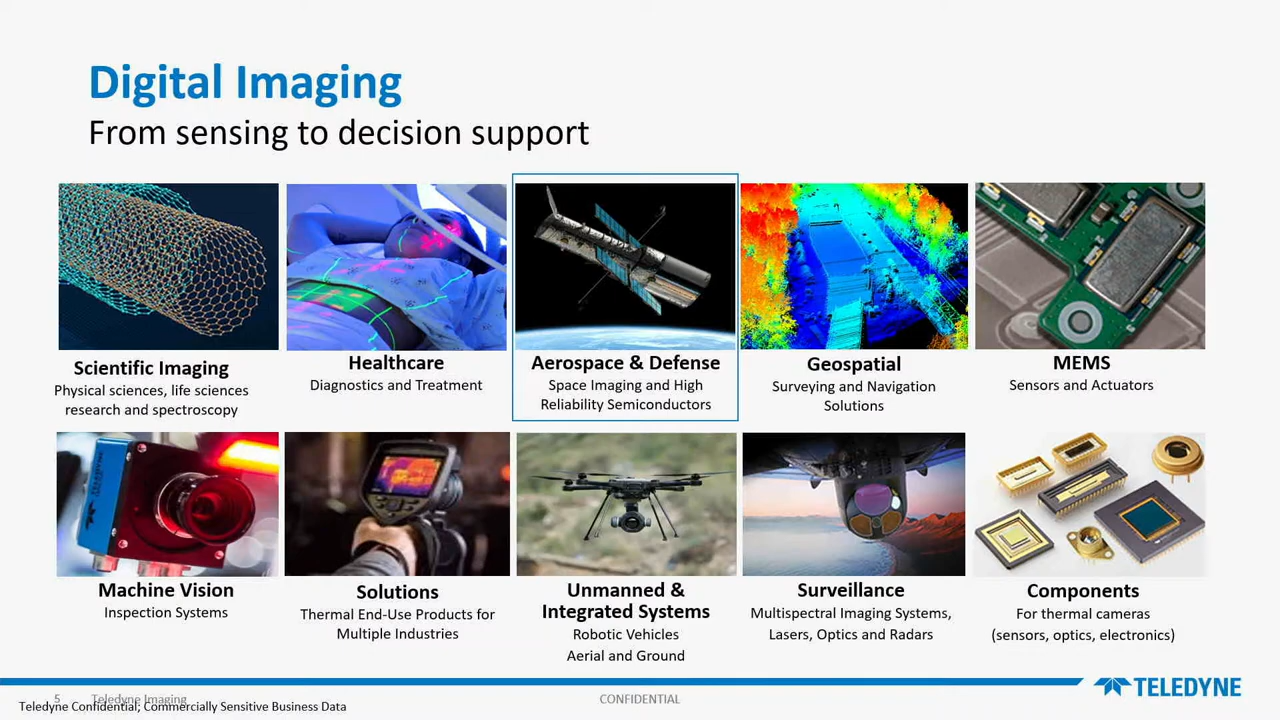 Digital Imaging
From sensing to decision support
Scientific Imaging
Physical sciences, life sciences
research and spectroscopy
Healthcare
Diagnostics and Treatment
Aerospace & Defense
Space Imaging and High
Reliability Semiconductors
Geospatial
Surveying and Navigation
Solutions
MEMS
Sensors and Actuators
Machine Vision
Inspection Systems
Solutions
Thermal End-Use Products for
Multiple Industries
Unmanned &
Integrated Systems
Robotic Vehicles
Aerial and Ground
Surveillance
Multispectral Imaging Systems,
Lasers, Optics and Radars
Components
For thermal cameras
(sensors, optics, electronics)
5 Teledyne Imaging
CONFIDENTIAL
Teledyne Confidential; Commercially Sensitive Business Data
TELEDYNE